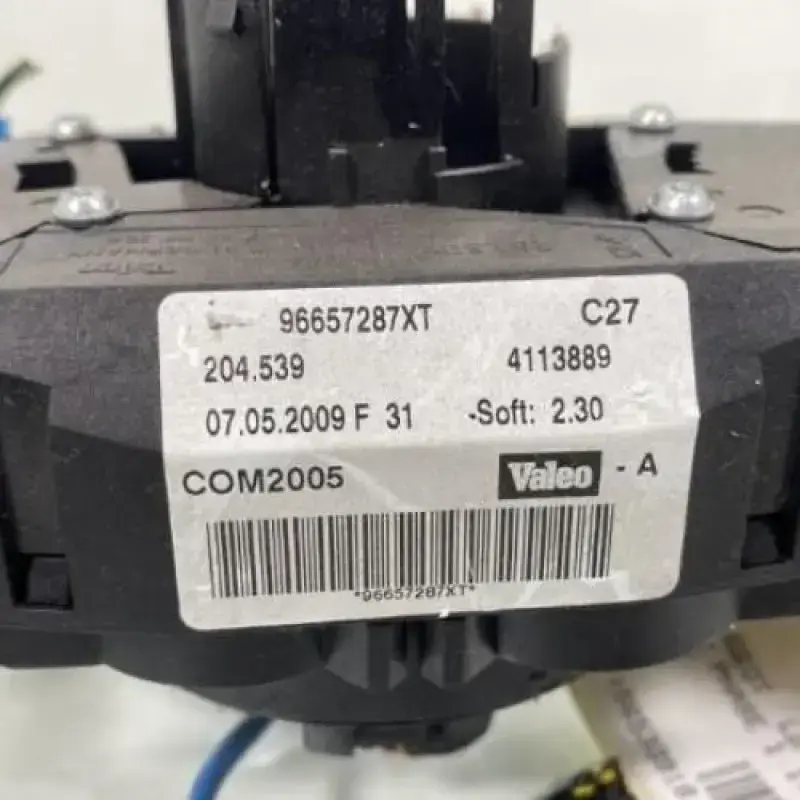 96657287XT C27
204.539 4113889
07.05.2009 F 31 -Soft: 2.30
COM2005 Valeo - A
*96657287XT*